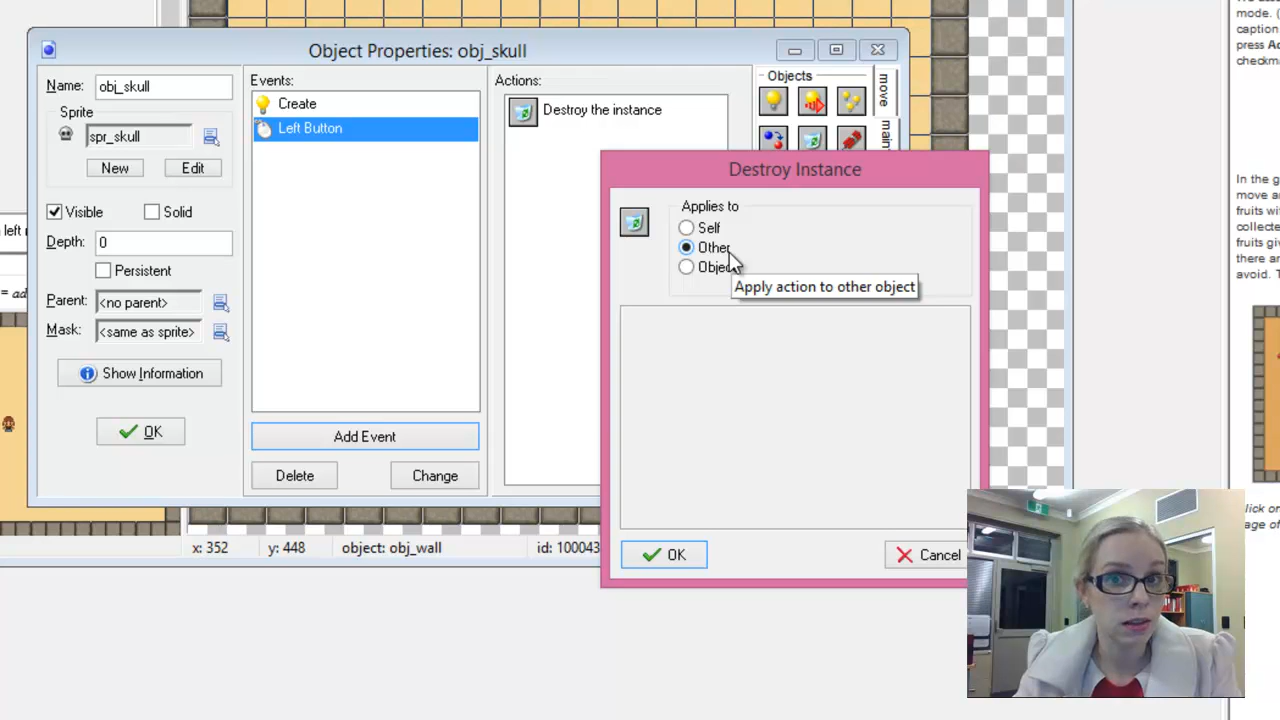 Object Properties: obj_skull
Name:
obj_skull
Sprite
spr_skull
New
Edit
Visible
Solid
Depth:
0
Persistent
Parent:
<no parent>
Mask:
<same as sprite>
Show Information
OK
Events:
Create
Left Button
Add Event
Delete
Change
Actions:
Destroy the instance
Objects
move
Destroy Instance
Applies to
Self
Other
Apply action to other object
OK
Cancel
x: 352
y: 448
object: obj_wall
id: 100043
mode. (
caption
press
checkm
In the g
move a
fruits wi
collecte
fruits giv
there ar
avoid. T